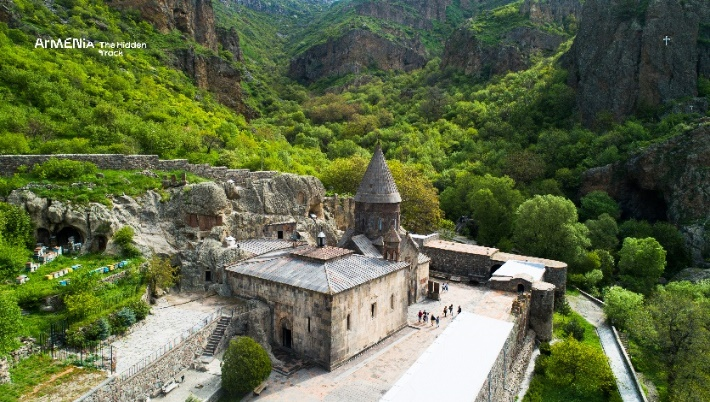 ARMENIA The Hidden
Track